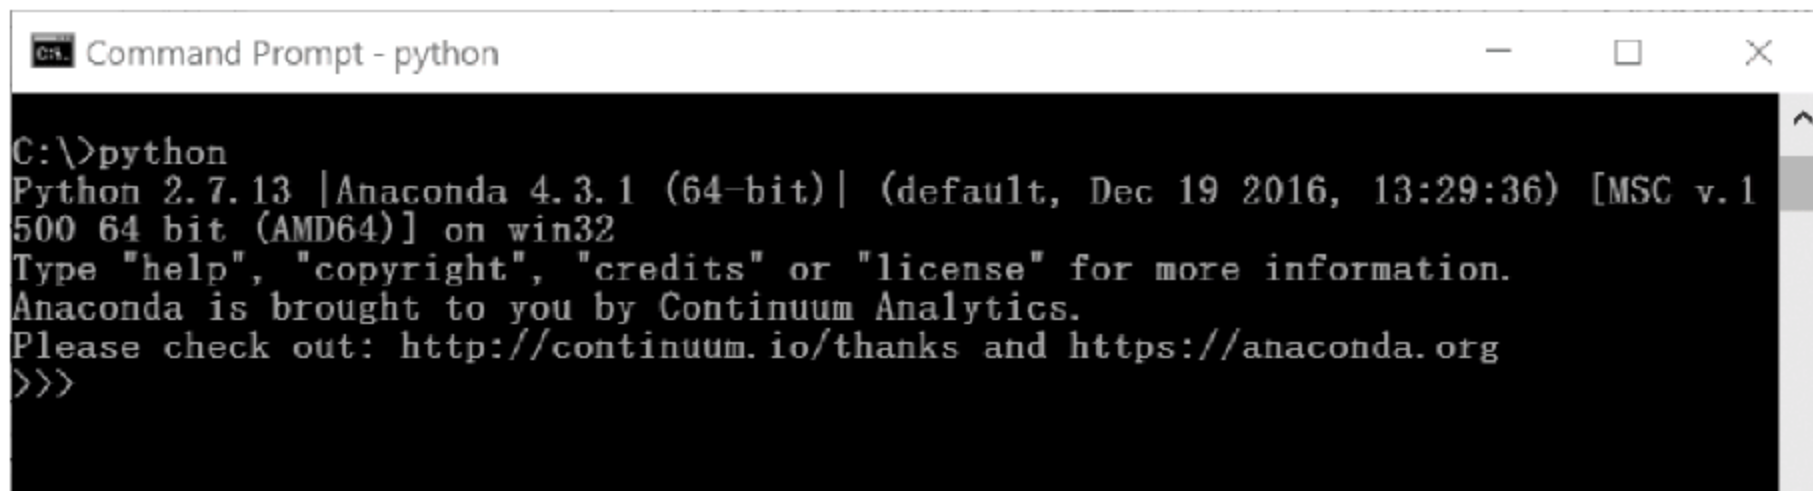 Command Prompt - python
C:\>python
Python 2.7.13 |Anaconda 4.3.1 (64-bit)| (default, Dec 19 2016, 13:29:36) [MSC v.1
500 64 bit (AMD64)] on win32
Type "help", "copyright", "credits" or "license" for more information.
Anaconda is brought to you by Continuum Analytics.
Please check out: http://continuum.io/thanks and https://anaconda.org
>>>